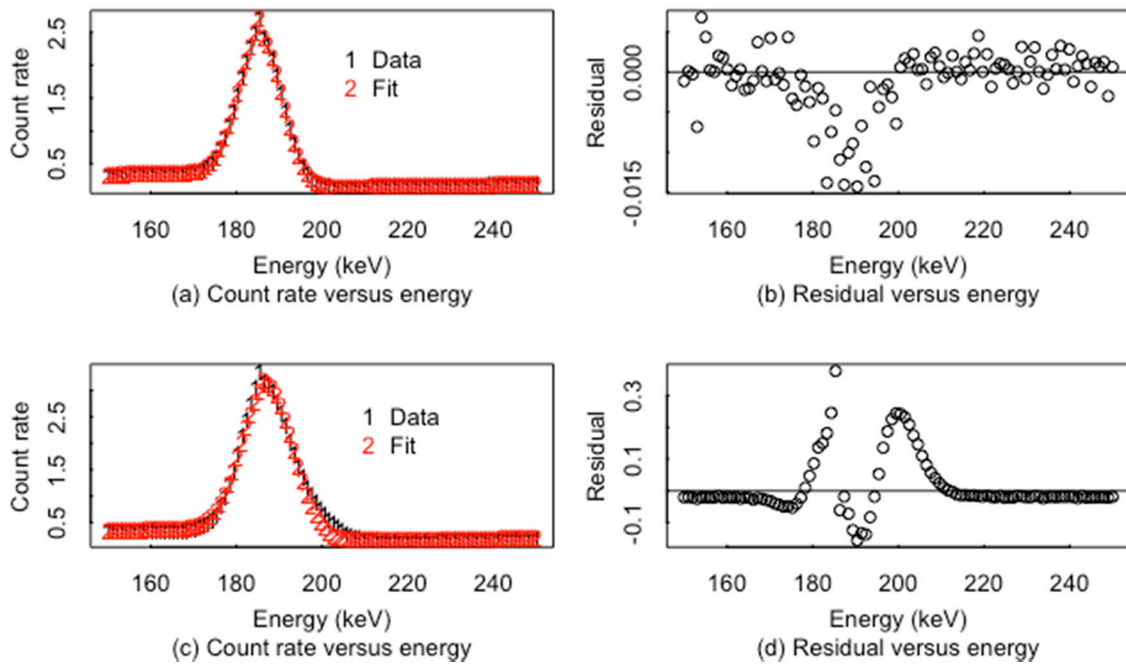 Count rate
2.5
1.5
0.5
1 Data
2 Fit
160 180 200 220 240
Energy (keV)
(a) Count rate versus energy
Residual
0.000
-0.015
160 180 200 220 240
Energy (keV)
(b) Residual versus energy
Count rate
2.5
1.5
0.5
1 Data
2 Fit
160 180 200 220 240
Energy (keV)
(c) Count rate versus energy
Residual
0.3
0.1
-0.1
160 180 200 220 240
Energy (keV)
(d) Residual versus energy